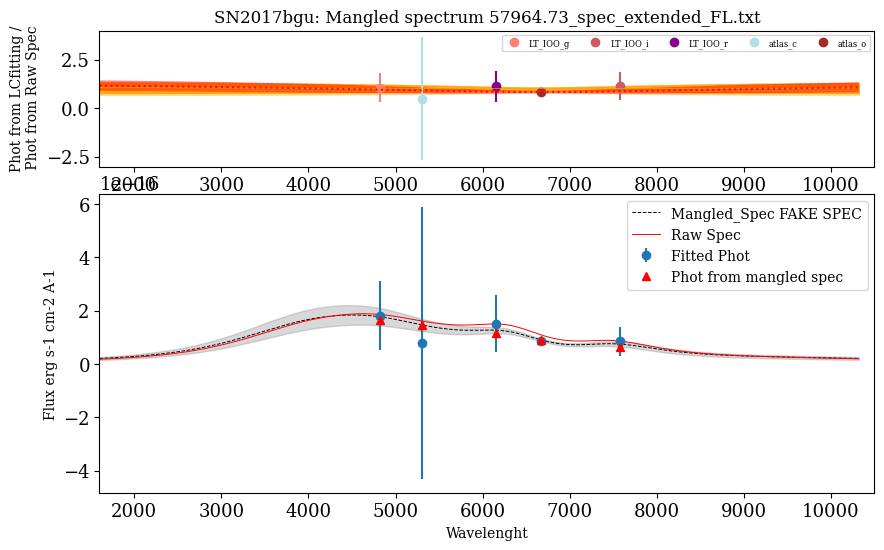 SN2017bgu: Mangled spectrum 57964.73_spec_extended_FL.txt
Phot from LCfitting /
Phot from Raw Spec
2.5
0.0
−2.5
LT_IOO_g LT_IOO_i LT_IOO_r atlas_c atlas_o
2000 3000 4000 5000 6000 7000 8000 9000 10000
1e−16
Flux erg s-1 cm-2 A-1
6
4
2
0
−2
−4
Mangled_Spec FAKE SPEC
Raw Spec
Fitted Phot
Phot from mangled spec
2000 3000 4000 5000 6000 7000 8000 9000 10000
Wavelenght